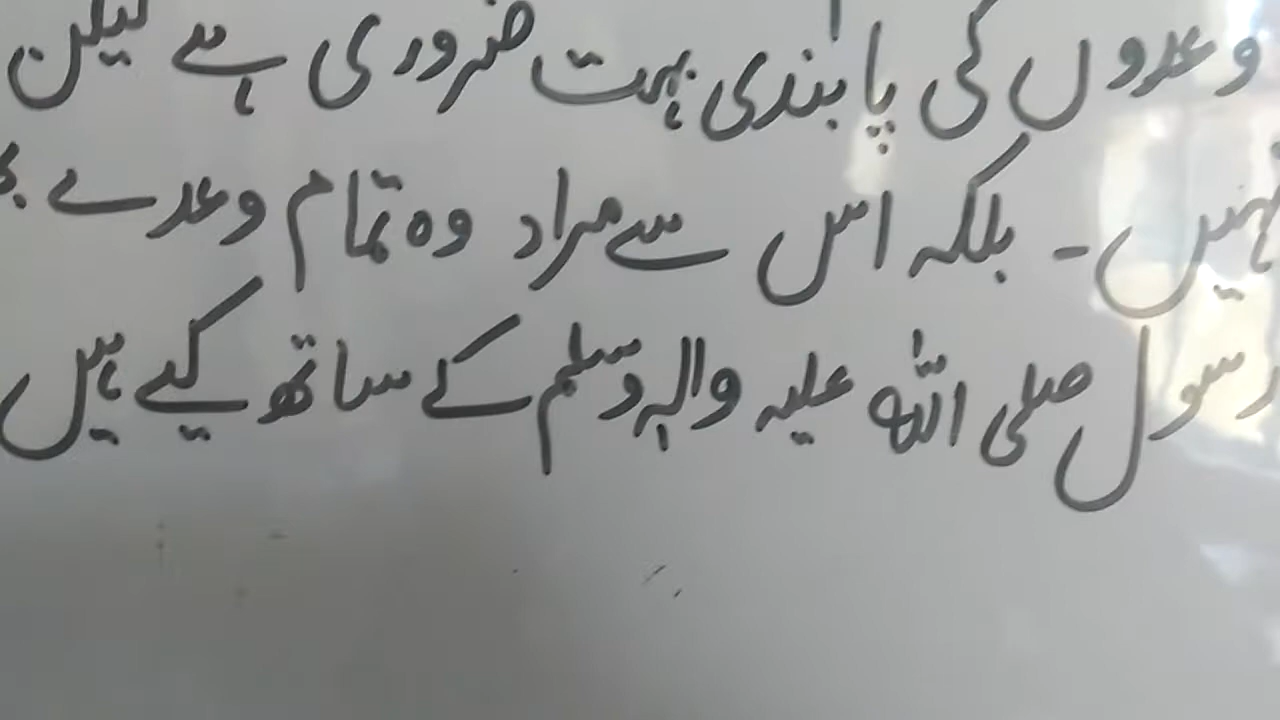 وعدوں کی پابندی بہت ضروری ہے لیکن
نہیں ۔ بلکہ اس سے مراد وہ تمام وعدے
رسول صلی اللہ علیہ والہ وسلم کے ساتھ کیے ہیں